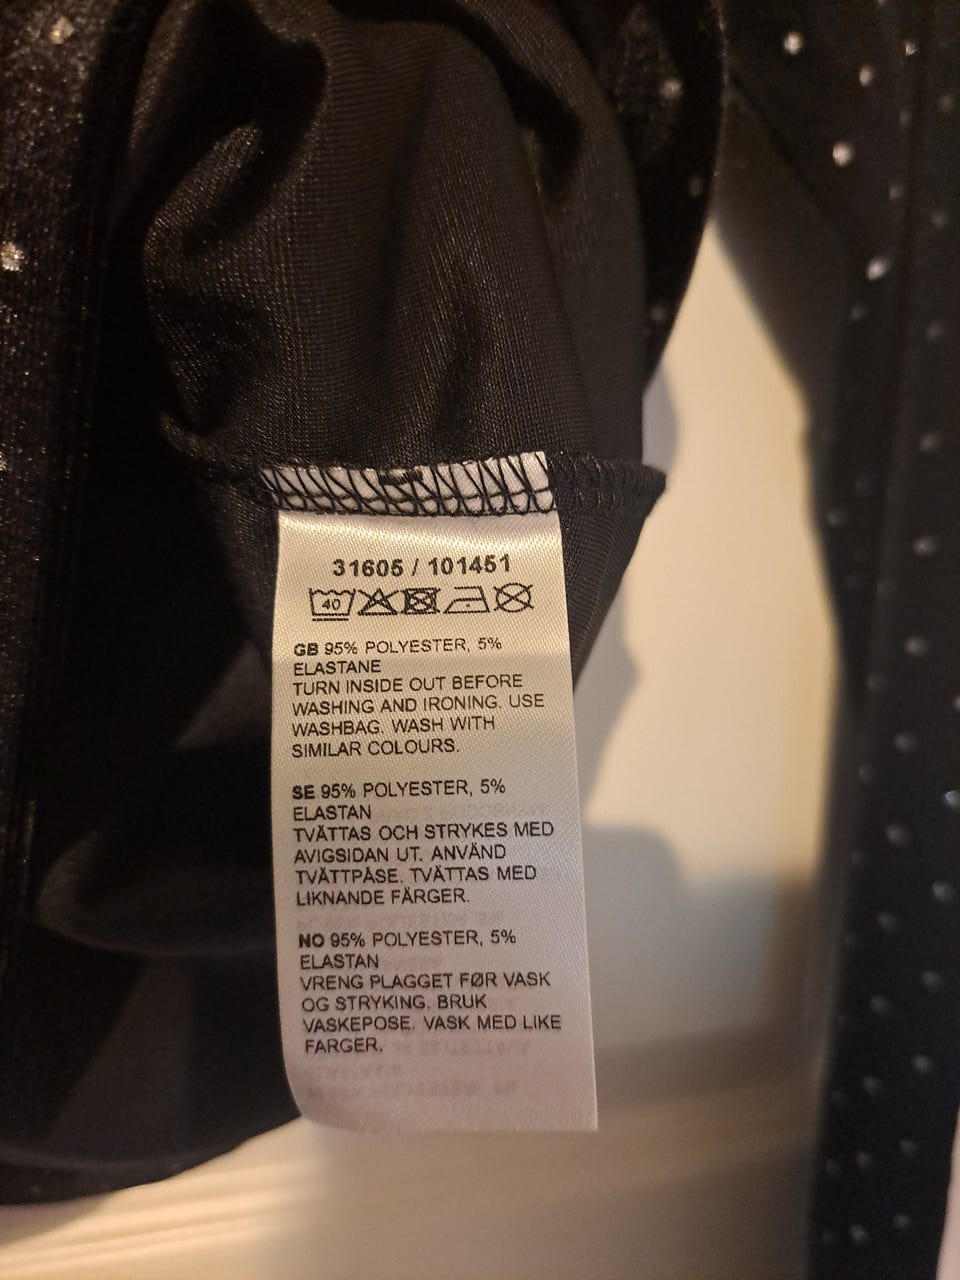 31605 / 101451
40
GB 95% POLYESTER, 5%
ELASTANE
TURN INSIDE OUT BEFORE
WASHING AND IRONING. USE
WASHBAG. WASH WITH
SIMILAR COLOURS.
SE 95% POLYESTER, 5%
ELASTAN
TVÄTTAS OCH STRYKES MED
AVIGSIDAN UT. ANVÄND
TVÄTTPÅSE. TVÄTTAS MED
LIKNANDE FÄRGER.
NO 95% POLYESTER, 5%
ELASTAN
VRENG PLAGGET FØR VASK
OG STRYKING. BRUK
VASKEPOSE. VASK MED LIKE
FARGER.